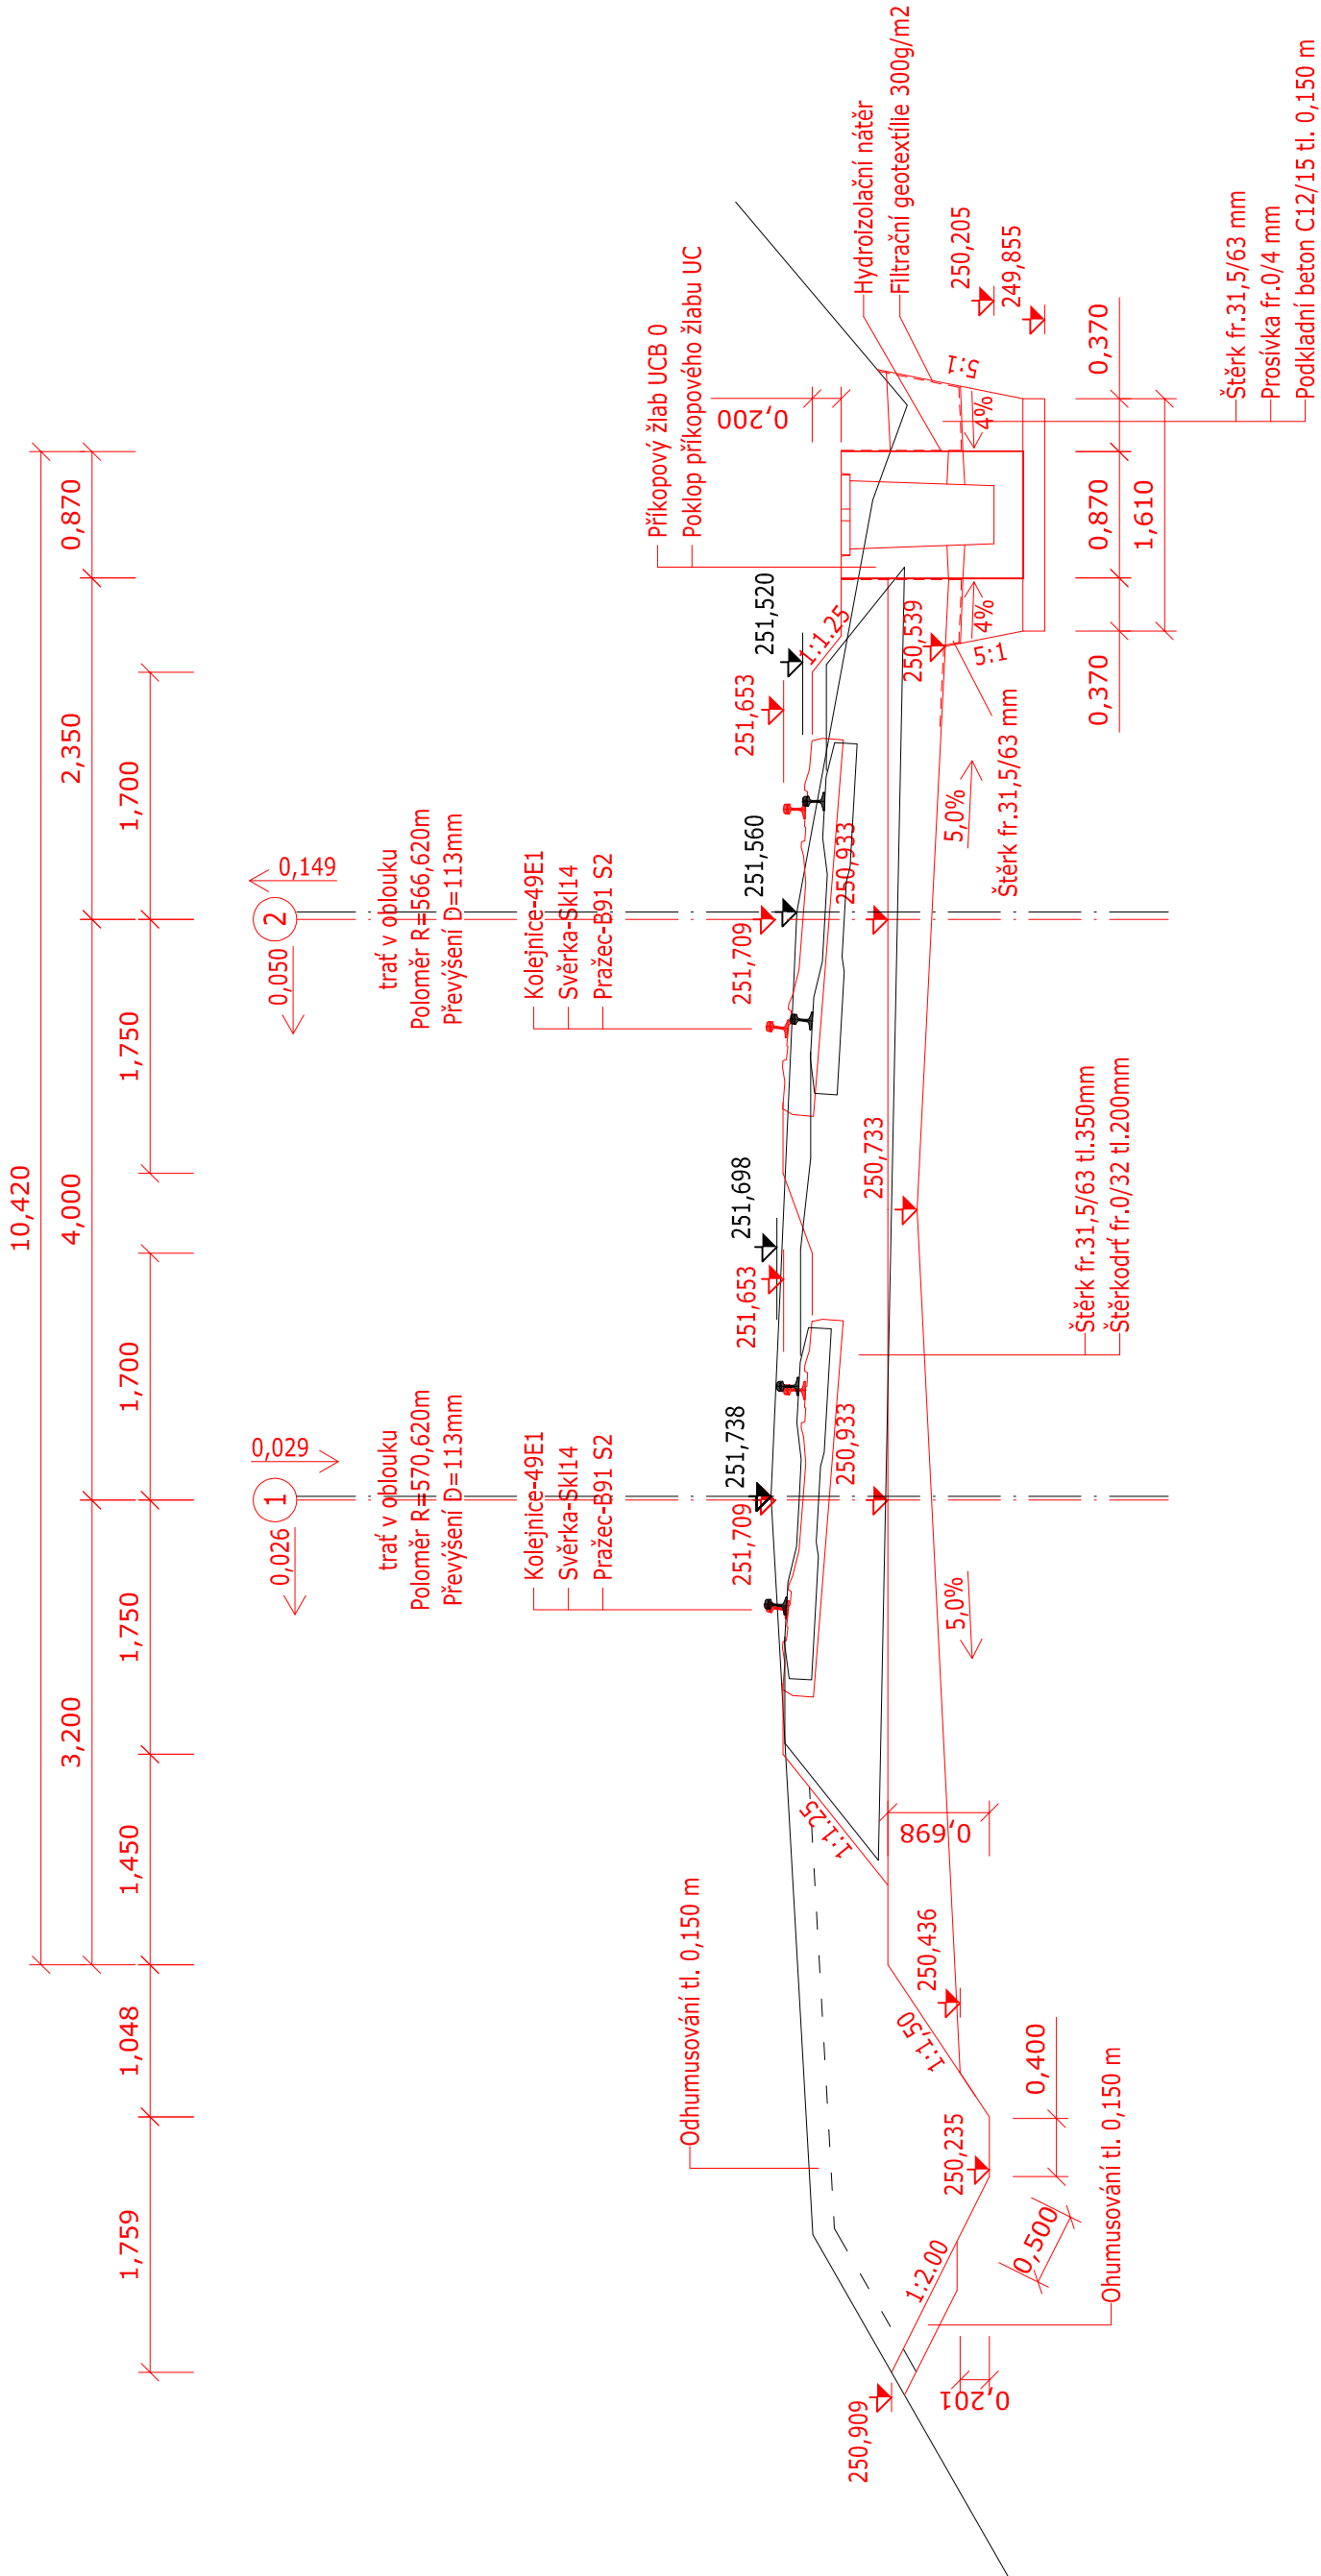 10,420
3,200
4,000
2,350
0,870
1,759
1,048
1,450
1,750
1,700
1,750
1,700
0,026
1
0,029
0,050
2
0,149
trať v oblouku
Poloměr R=570,620m
Převýšení D=113mm
trať v oblouku
Poloměr R=566,620m
Převýšení D=113mm
Kolejnice-49E1
Svěrka-Skl14
Pražec-B91 S2
Kolejnice-49E1
Svěrka-Skl14
Pražec-B91 S2
Příkopový žlab UCB 0
Poklop příkopového žlabu UC
Odhumusování tl. 0,150 m
251,709
251,738
251,653
251,698
251,709
251,560
251,653
251,520
0,200
1:1.25
1:1.25
Hydroizolační nátěr
Filtrační geotextílie 300g/m2
250,909
250,933
250,733
250,933
250,539
1:2.00
1:1,50
0,698
250,235
250,436
5,0%
5,0%
5:1
4%
4%
5:1
250,205
249,855
0,201
0,500
0,400
Štěrk fr.31,5/63 mm
Ohumusování tl. 0,150 m
Štěrk fr.31,5/63 tl.350mm
Štěrkodrť fr.0/32 tl.200mm
0,370
0,870
0,370
1,610
Štěrk fr.31,5/63 mm
Prosívka fr.0/4 mm
Podkladní beton C12/15 tl. 0,150 m